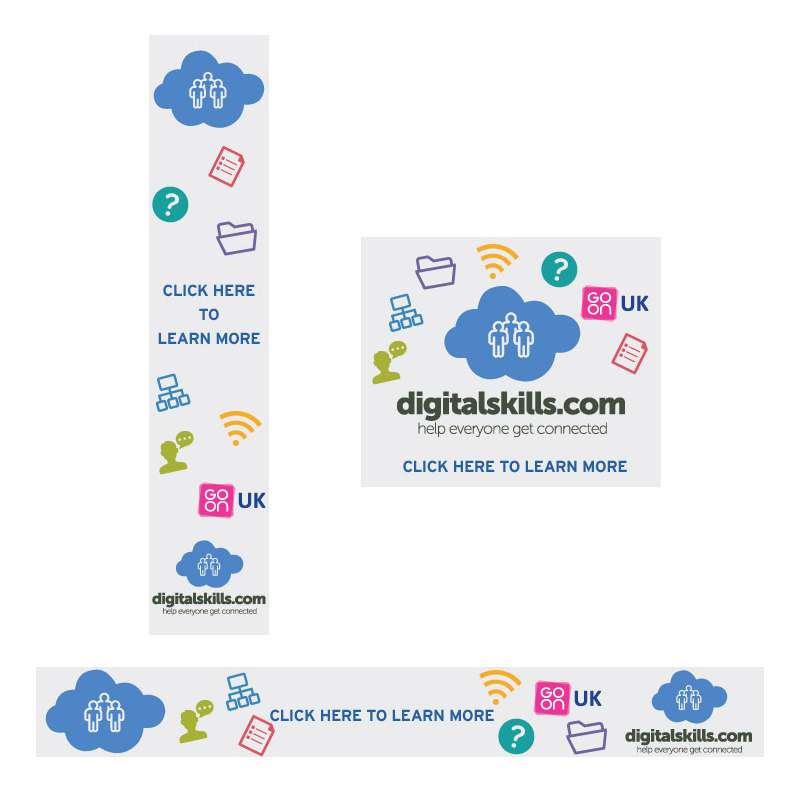 ?
CLICK HERE
TO
LEARN MORE
GO
ON
UK
digitalskills.com
help everyone get connected
?
GO
ON
UK
digitalskills.com
help everyone get connected
CLICK HERE TO LEARN MORE
CLICK HERE TO LEARN MORE
GO
ON
UK
?
digitalskills.com
help everyone get connected